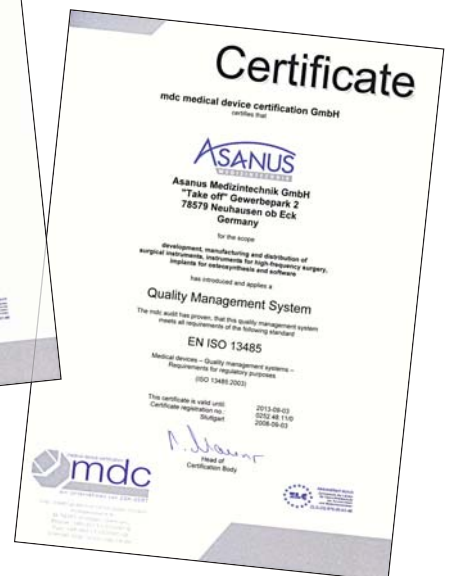 Certificate
mdc medical device certification GmbH
certifies that
ASANUS
MEDIZINTECHNIK
Asanus Medizintechnik GmbH
"Take off" Gewerbepark 2
78579 Neuhausen ob Eck
Germany
for the scope
development, manufacturing and distribution of
surgical instruments, instruments for high-frequency surgery,
implants for osteosynthesis and software
has introduced and applies a
Quality Management System
The mdc audit has proven, that this quality management system
meets all requirements of the following standard
EN ISO 13485
Medical devices – Quality management systems –
Requirements for regulatory purposes
(ISO 13485:2003)
This certificate is valid until: 2013-09-03
Certificate registration no.: 0252.48.11/0
Stuttgart 2008-09-03
Head of
Certification Body
medical device certification
mdc